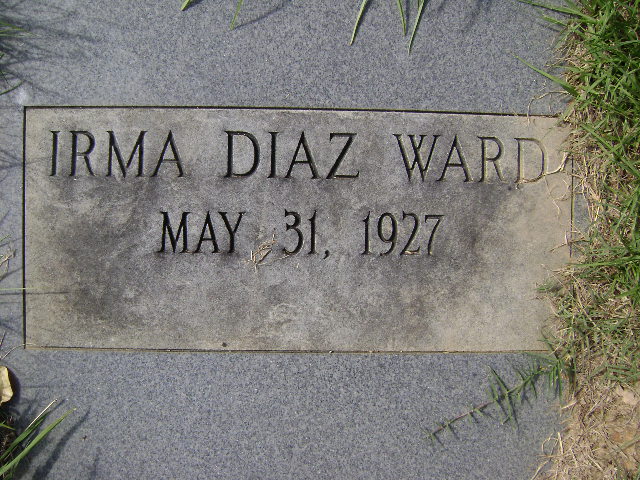 IRMA DIAZ WARD
MAY 31, 1927